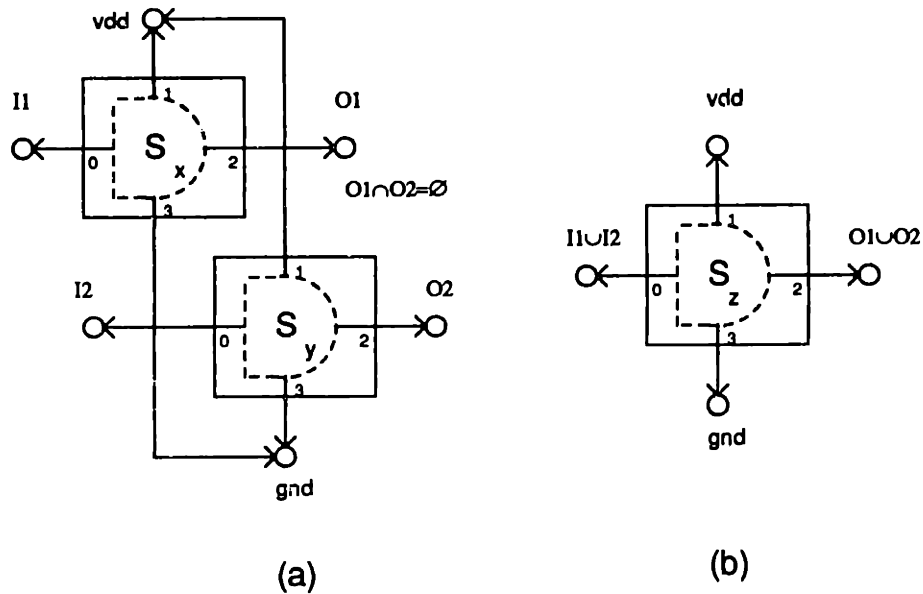 vdd
I1
O1
1
S
x
0
2
3
O1∩O2=Ø
I2
O2
1
S
y
0
2
3
gnd
(a)
vdd
I1∪I2
O1∪O2
1
S
z
0
2
3
gnd
(b)